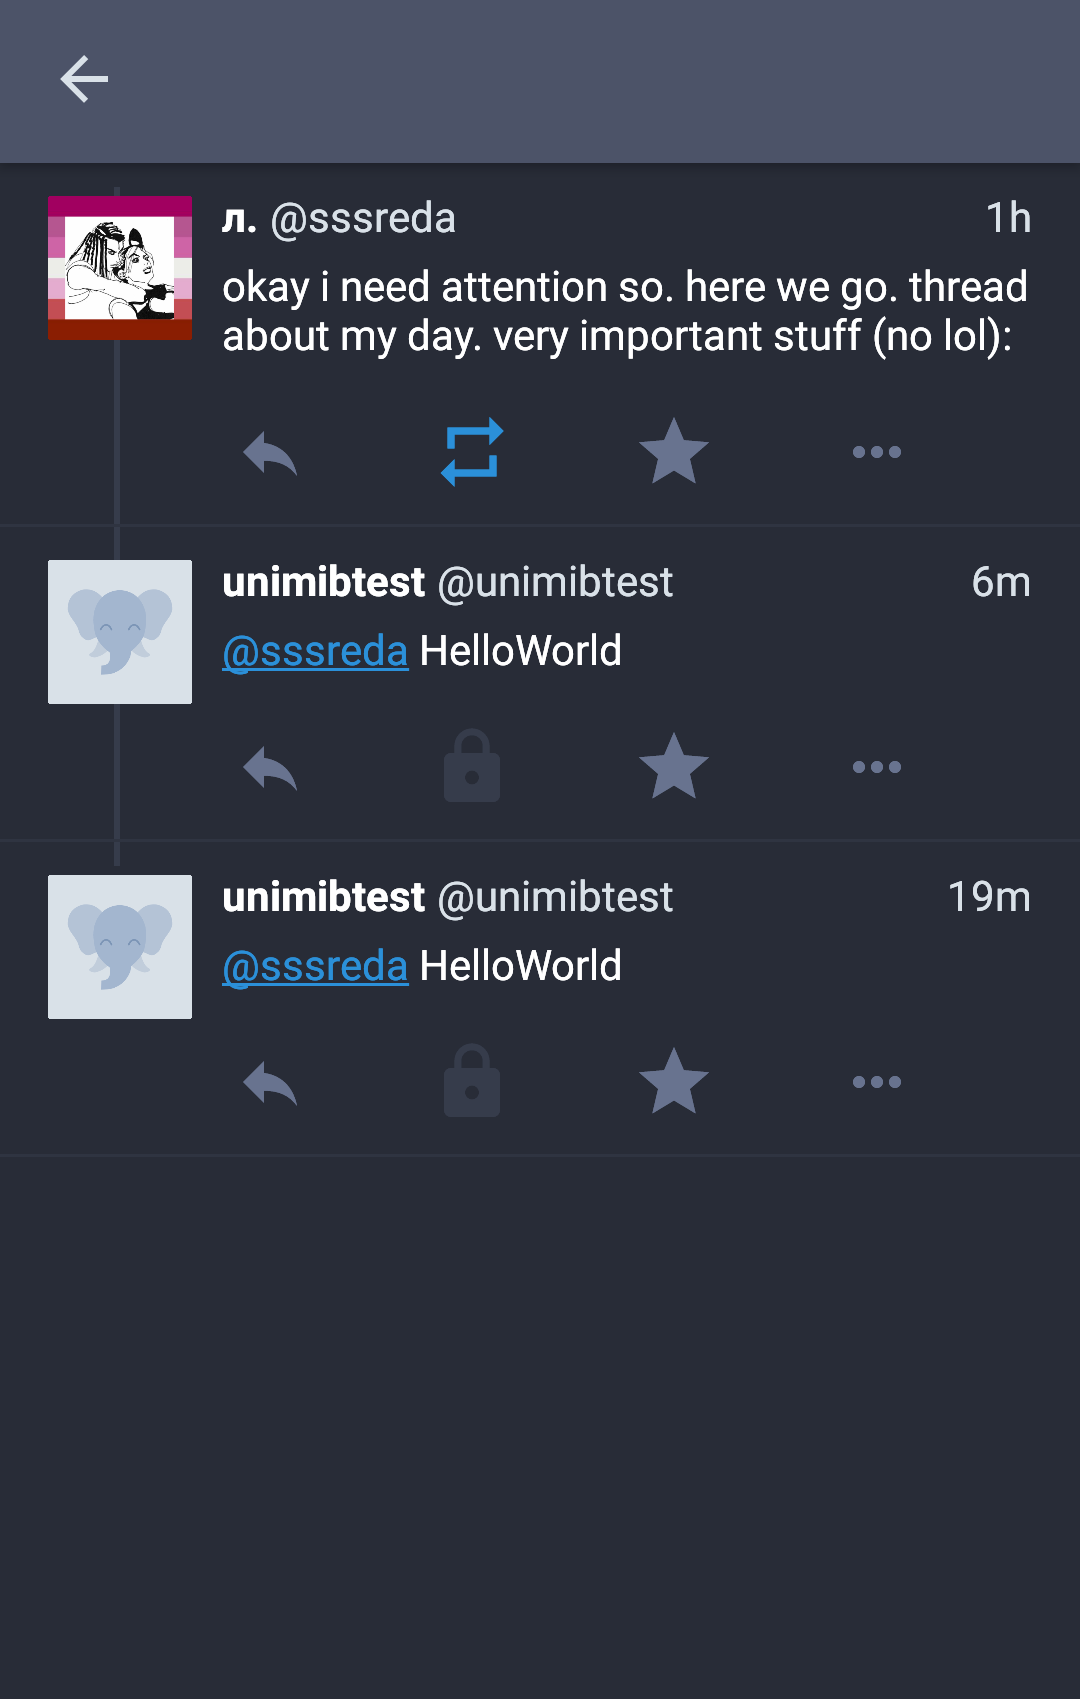 л. @sssreda 1h
okay i need attention so. here we go. thread
about my day. very important stuff (no lol):
unimibtest @unimibtest 6m
@sssreda HelloWorld
unimibtest @unimibtest 19m
@sssreda HelloWorld